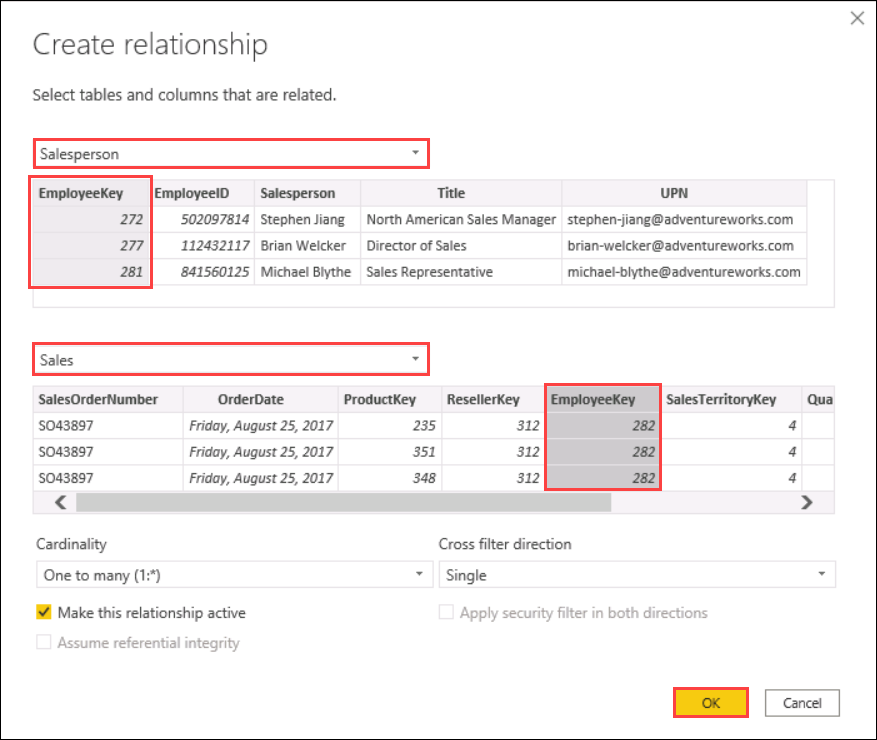 Create relationship
Select tables and columns that are related.
Salesperson
EmployeeKey EmployeeID Salesperson Title UPN
272 502097814 Stephen Jiang North American Sales Manager stephen-jiang@adventureworks.com
277 112432117 Brian Welcker Director of Sales brian-welcker@adventureworks.com
281 841560125 Michael Blythe Sales Representative michael-blythe@adventureworks.com
Sales
SalesOrderNumber OrderDate ProductKey ResellerKey EmployeeKey SalesTerritoryKey Qua
SO43897 Friday, August 25, 2017 235 312 282 4
SO43897 Friday, August 25, 2017 351 312 282 4
SO43897 Friday, August 25, 2017 348 312 282 4
Cardinality Cross filter direction
One to many (1:*) Single
Make this relationship active Apply security filter in both directions
Assume referential integrity
OK Cancel